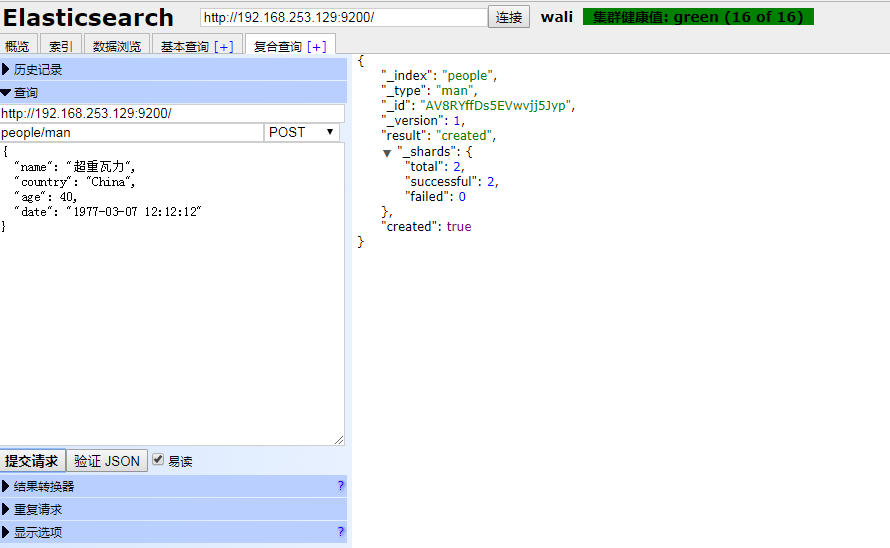 Elasticsearch http://192.168.253.129:9200/ 连接 wali 集群健康值: green (16 of 16)
概览 索引 数据浏览 基本查询 [+] 复合查询 [+]
历史记录
查询
http://192.168.253.129:9200/
people/man POST
{
"name": "超重瓦力",
"country": "China",
"age": 40,
"date": "1977-03-07 12:12:12"
}
提交请求 验证 JSON 易读
结果转换器 ?
重复请求
显示选项 ?
{
"_index": "people",
"_type": "man",
"_id": "AV8RYffDs5EVwvjj5Jyp",
"_version": 1,
"result": "created",
"_shards": {
"total": 2,
"successful": 2,
"failed": 0
},
"created": true
}